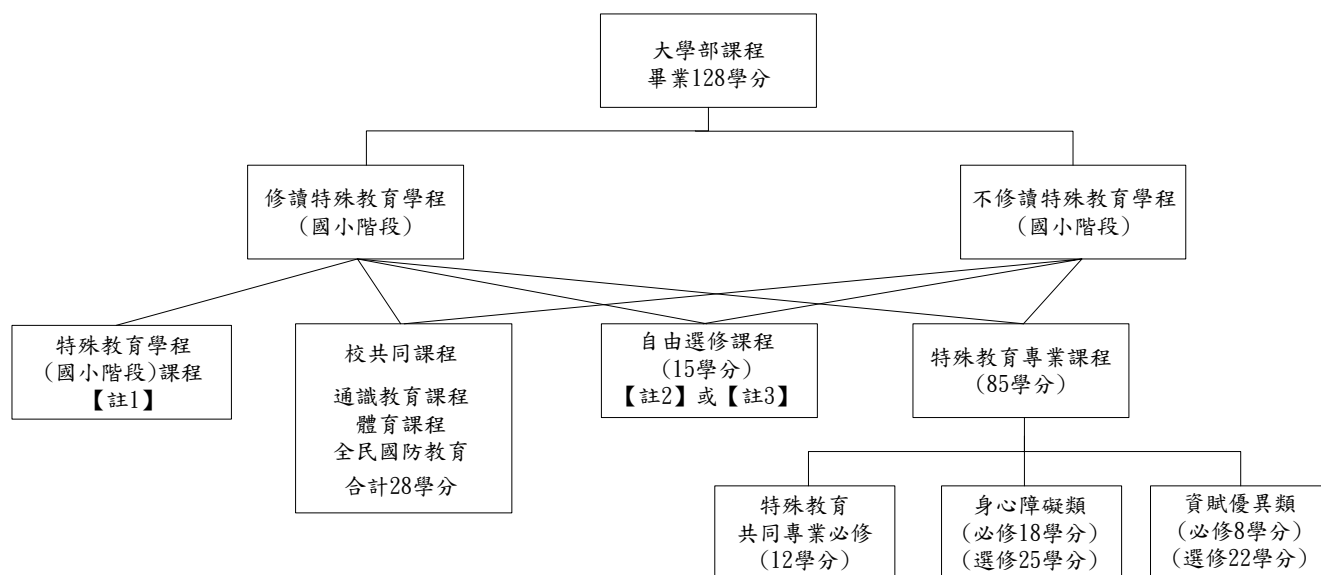 大學部課程
畢業128學分
修讀特殊教育學程
(國小階段)
不修讀特殊教育學程
(國小階段)
特殊教育學程
(國小階段)課程
【註1】
校共同課程
通識教育課程
體育課程
全民國防教育
合計28學分
自由選修課程
(15學分)
【註2】或【註3】
特殊教育專業課程
(85學分)
特殊教育
共同專業必修
(12學分)
身心障礙類
(必修18學分)
(選修25學分)
資賦優異類
(必修8學分)
(選修22學分)